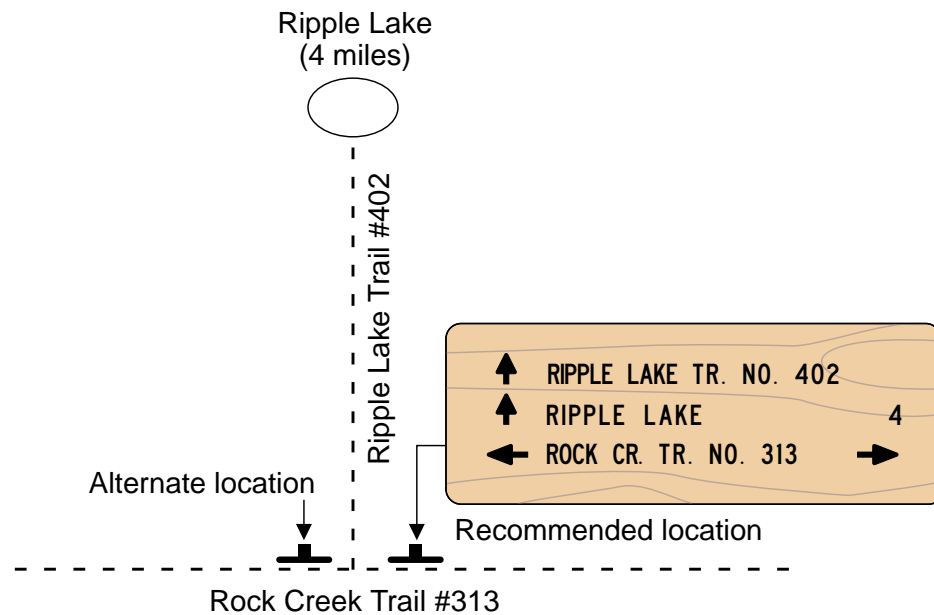 Ripple Lake
(4 miles)
Ripple Lake Trail #402
RIPPLE LAKE TR. NO. 402
RIPPLE LAKE 4
ROCK CR. TR. NO. 313
Alternate location
Recommended location
Rock Creek Trail #313